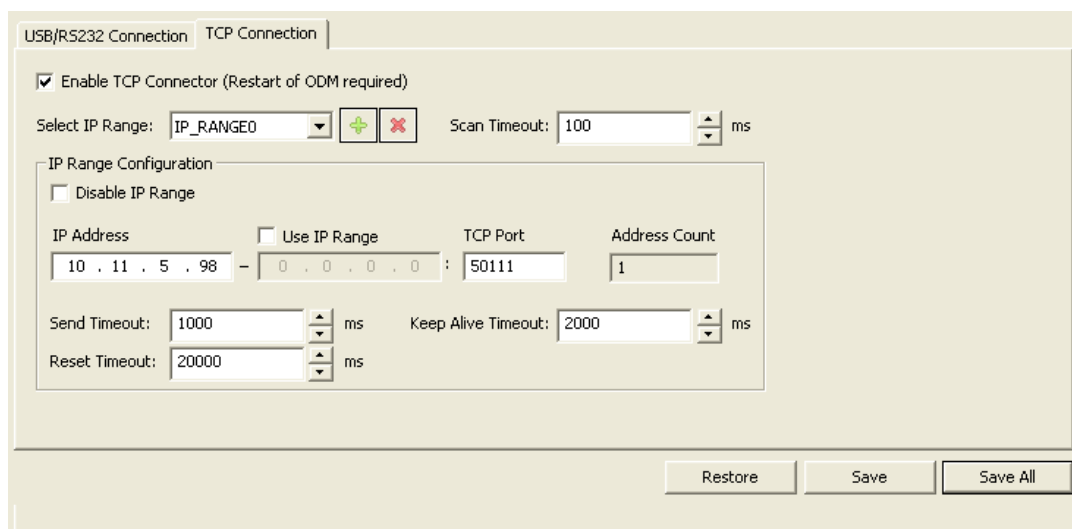 USB/RS232 Connection TCP Connection
Enable TCP Connector (Restart of ODM required)
Select IP Range: IP_RANGE0 Scan Timeout: 100 ms
IP Range Configuration
Disable IP Range
IP Address Use IP Range TCP Port Address Count
10 . 11 . 5 . 98 – 0 . 0 . 0 . 0 : 50111 1
Send Timeout: 1000 ms Keep Alive Timeout: 2000 ms
Reset Timeout: 20000 ms
Restore Save Save All